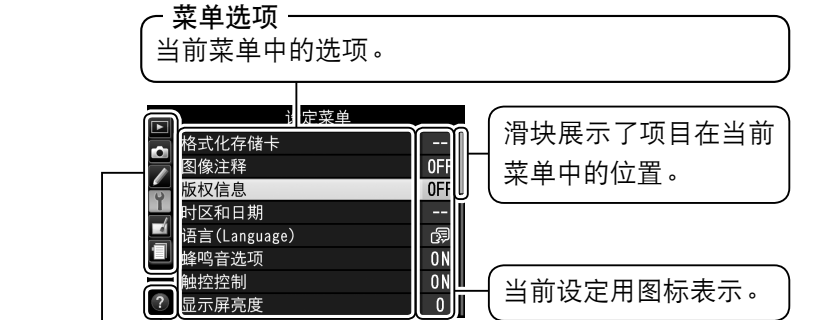 菜单选项
当前菜单中的选项。
设定菜单
格式化存储卡 --
图像注释 OFF
版权信息 OFF
时区和日期 --
语言(Language)
蜂鸣音选项 ON
触控控制 ON
显示屏亮度 0
?
滑块展示了项目在当前
菜单中的位置。
当前设定用图标表示。